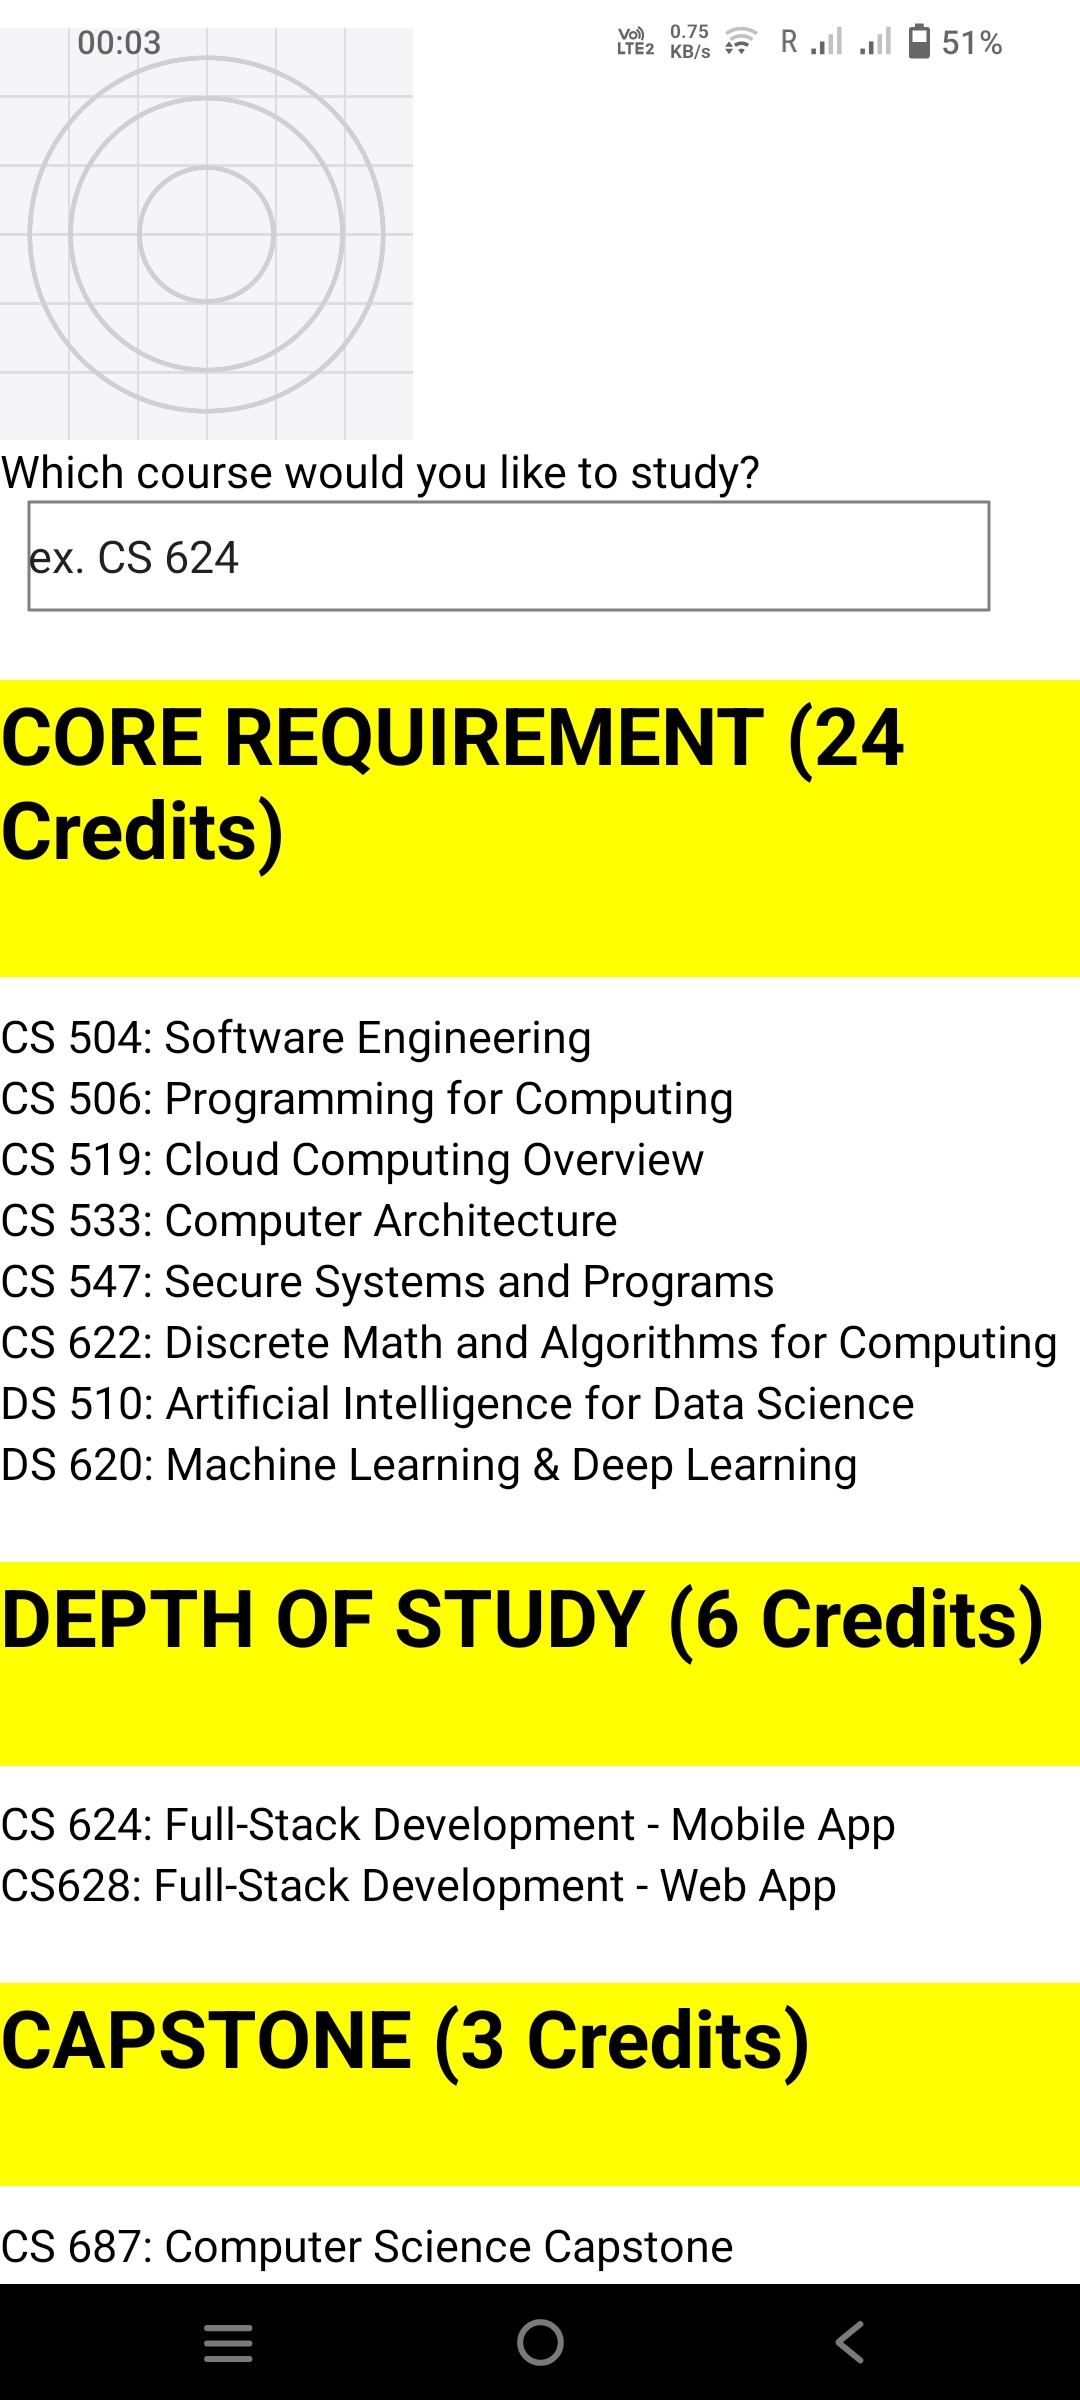 00:03
Vo)) LTE2 0.75 KB/s R 51%
Which course would you like to study?
ex. CS 624
CORE REQUIREMENT (24
Credits)
CS 504: Software Engineering
CS 506: Programming for Computing
CS 519: Cloud Computing Overview
CS 533: Computer Architecture
CS 547: Secure Systems and Programs
CS 622: Discrete Math and Algorithms for Computing
DS 510: Artificial Intelligence for Data Science
DS 620: Machine Learning & Deep Learning
DEPTH OF STUDY (6 Credits)
CS 624: Full-Stack Development - Mobile App
CS628: Full-Stack Development - Web App
CAPSTONE (3 Credits)
CS 687: Computer Science Capstone